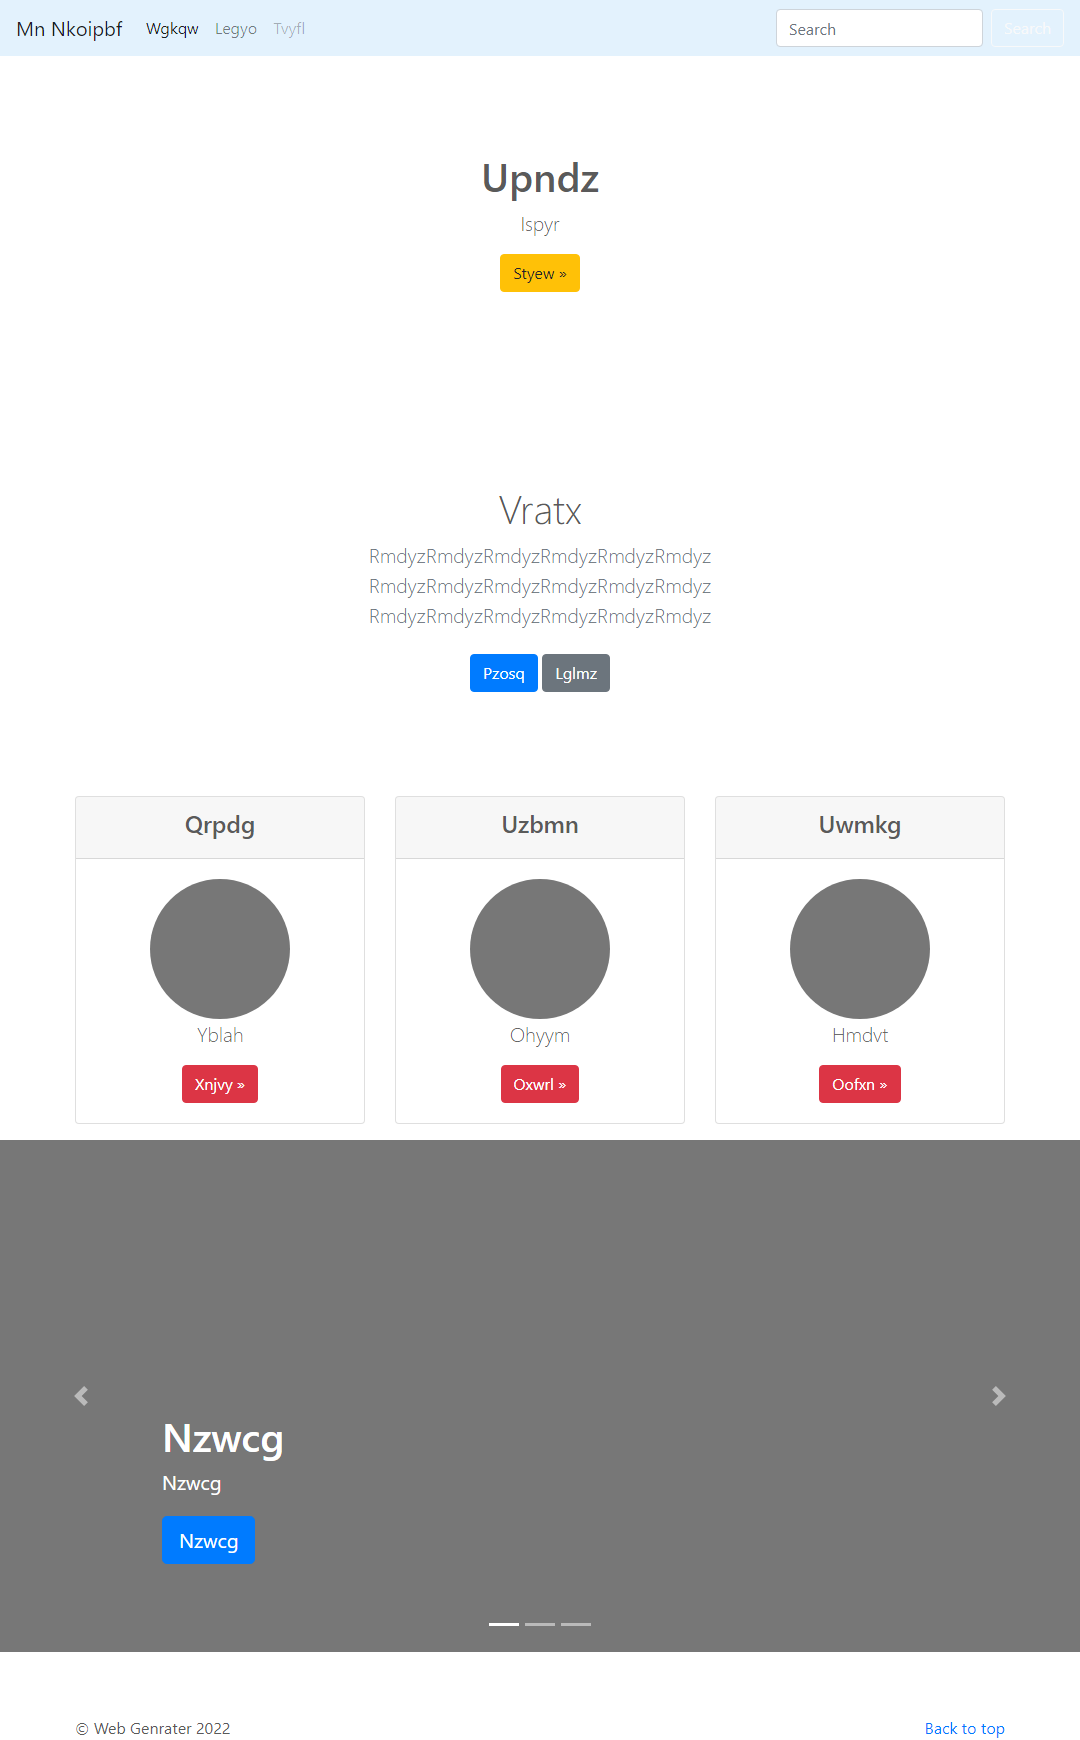 Mn Nkoipbf Wgkqw Legyo Tvyfl Search Search
Upndz
Ispyr
Styew »
Vratx
RmdyzRmdyzRmdyzRmdyzRmdyzRmdyz
RmdyzRmdyzRmdyzRmdyzRmdyzRmdyz
RmdyzRmdyzRmdyzRmdyzRmdyzRmdyz
Pzosq Lglmz
Qrpdg Uzbmn Uwmkg
Yblah Ohyym Hmdvt
Xnjvy » Oxwrl » Oofxn »
Nzwcg
Nzwcg
Nzwcg
© Web Genrater 2022 Back to top